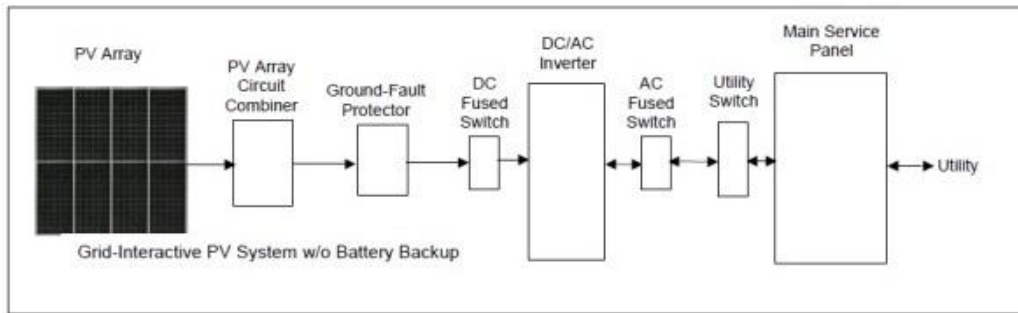 PV Array
PV Array
Circuit
Combiner
Ground-Fault
Protector
DC
Fused
Switch
DC/AC
Inverter
AC
Fused
Switch
Utility
Switch
Main Service
Panel
Utility
Grid-Interactive PV System w/o Battery Backup